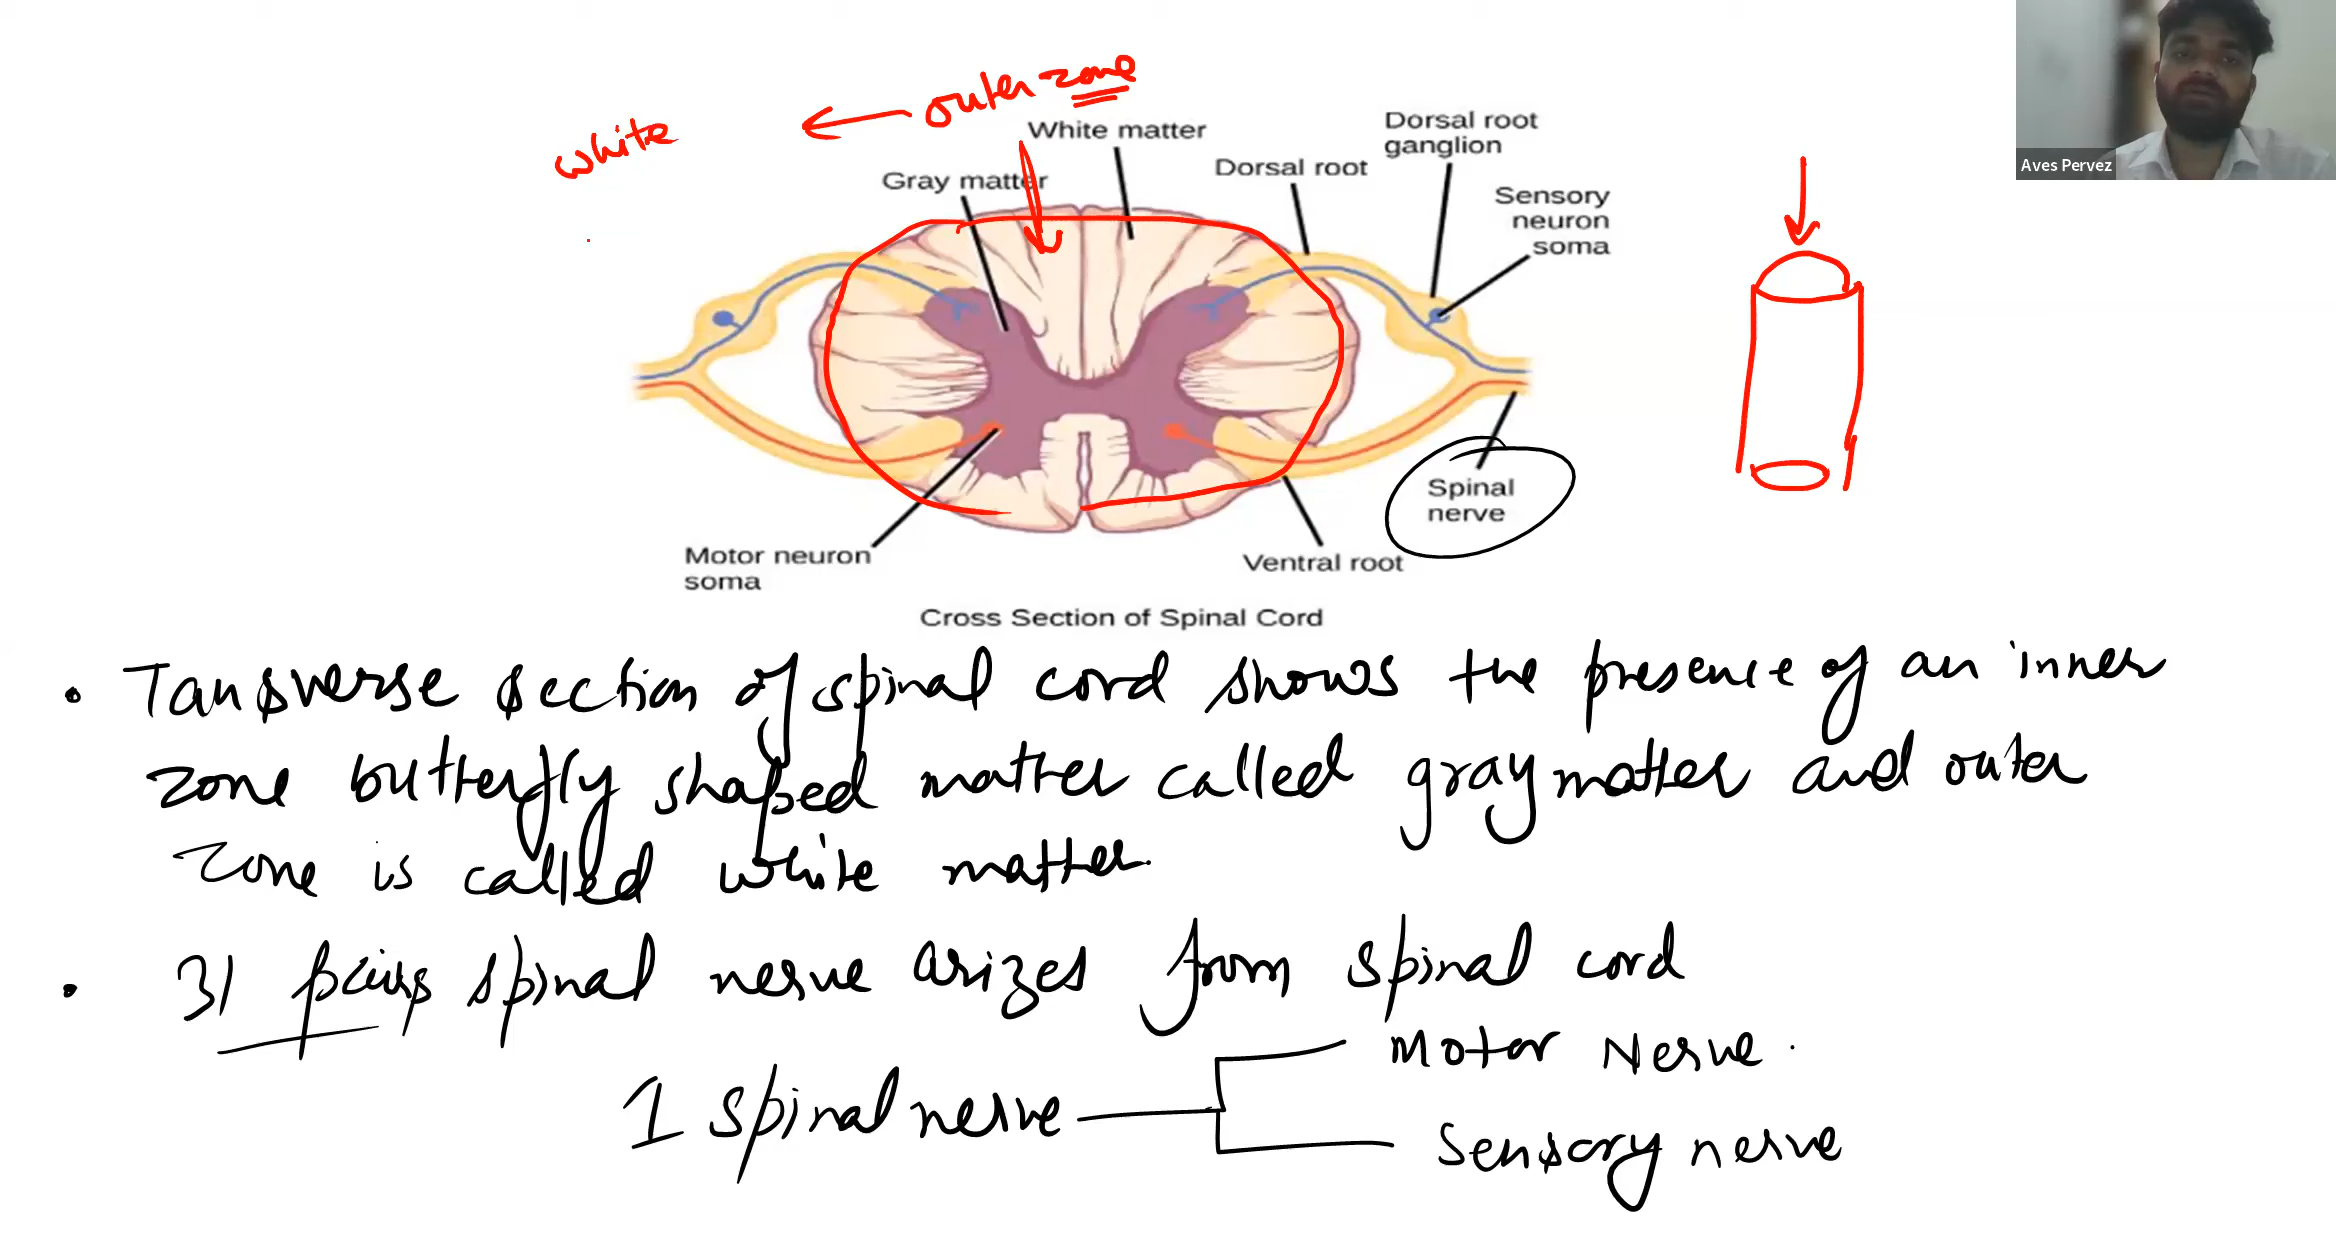 outer zone
white
White matter
Gray matter
Dorsal root
Dorsal root
ganglion
Sensory
neuron
soma
Aves Pervez
Spinal
nerve
Motor neuron
soma
Ventral root
Cross Section of Spinal Cord
• Tansverse section of spinal cord shows the presence of an inner
zone butterfly shaped matter called gray matter and outer
zone is called white matter.
• 31 pairs spinal nerve arizes from spinal cord
1 spinal nerve
Motor Nerve.
Sensory nerve